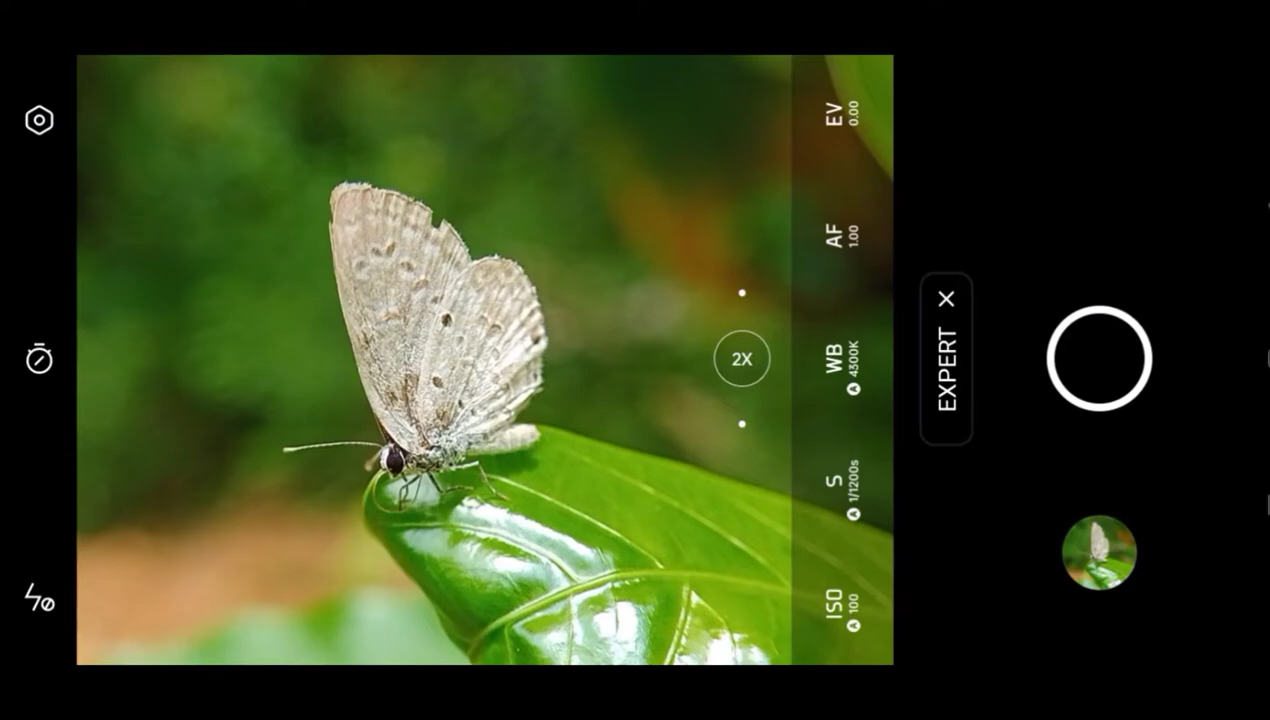 EV
0.00
AF
1.00
2X
WB
A 4300K
EXPERT X
S
A 1/1200s
ISO
A 100